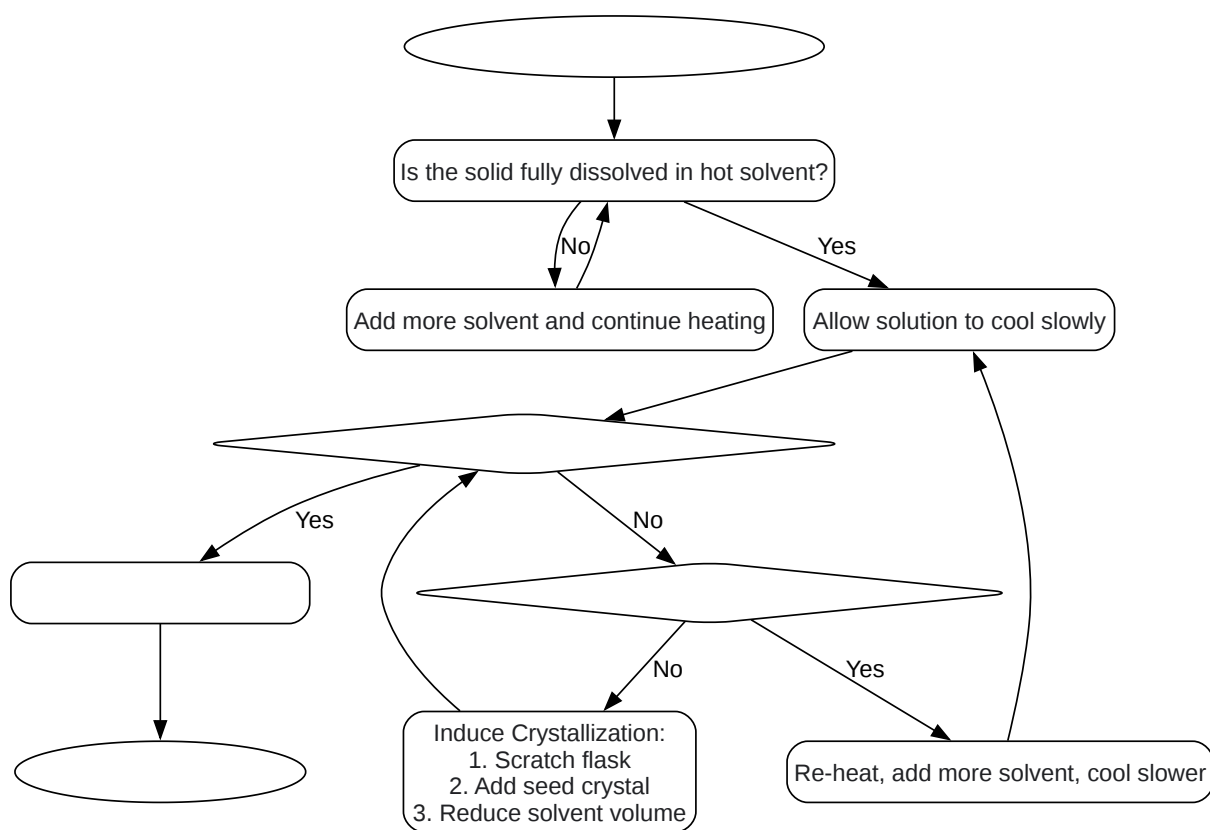 Is the solid fully dissolved in hot solvent?
No
Yes
Add more solvent and continue heating
Allow solution to cool slowly
Yes
No
No
Yes
Induce Crystallization:
1. Scratch flask
2. Add seed crystal
3. Reduce solvent volume
Re-heat, add more solvent, cool slower